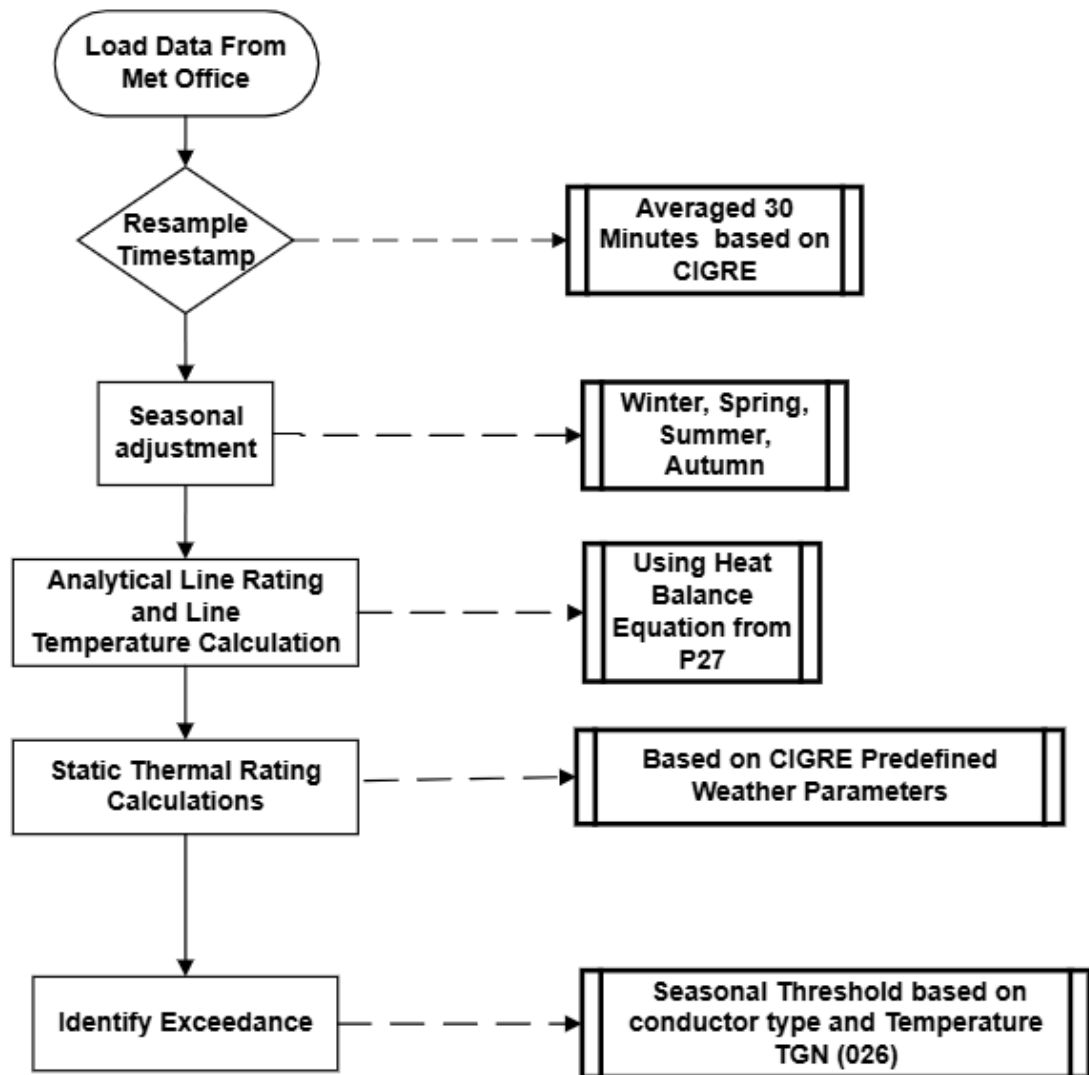 Load Data From
Met Office
Resample
Timestamp
Averaged 30
Minutes based on
CIGRE
Seasonal
adjustment
Winter, Spring,
Summer,
Autumn
Analytical Line Rating
and Line
Temperature Calculation
Using Heat
Balance
Equation from
P27
Static Thermal Rating
Calculations
Based on CIGRE Predefined
Weather Parameters
Identify Exceedance
Seasonal Threshold based on
conductor type and Temperature
TGN (026)